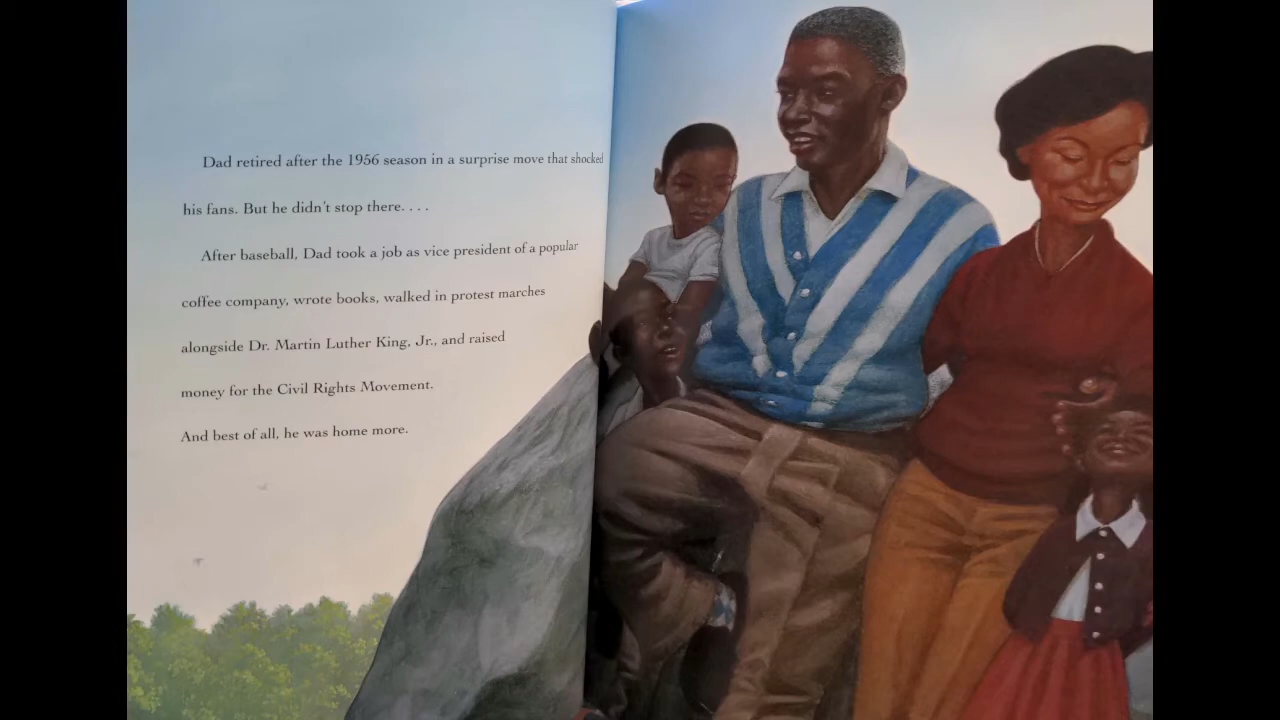 Dad retired after the 1956 season in a surprise move that shocked
his fans. But he didn't stop there. . . .
After baseball, Dad took a job as vice president of a popular
coffee company, wrote books, walked in protest marches
alongside Dr. Martin Luther King, Jr., and raised
money for the Civil Rights Movement.
And best of all, he was home more.